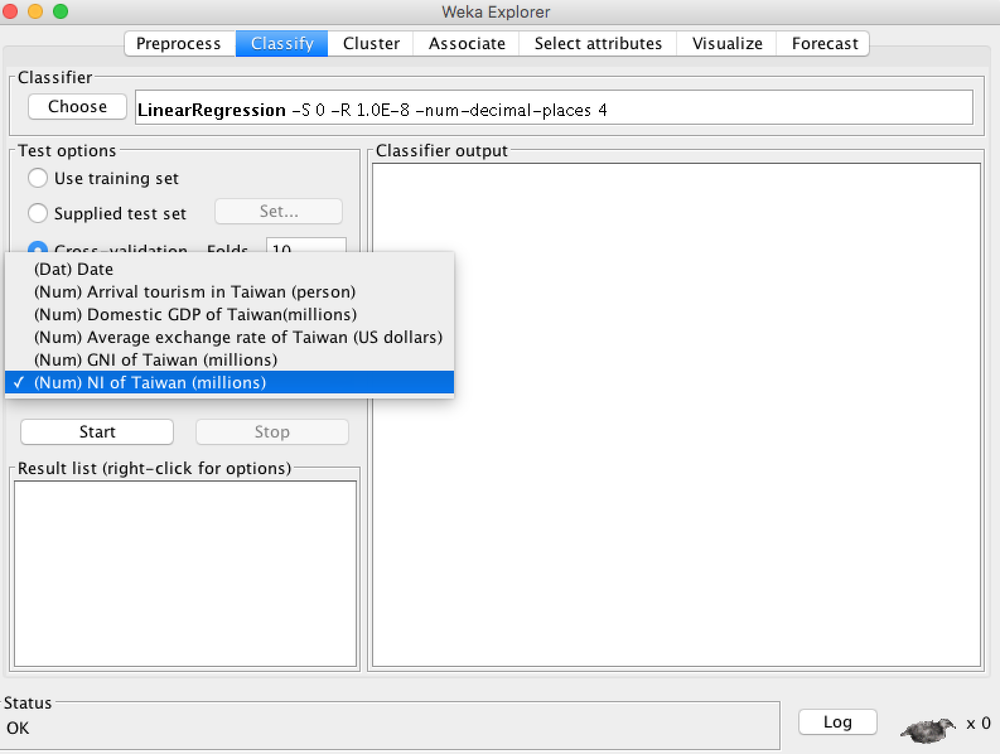 Weka Explorer
Preprocess Classify Cluster Associate Select attributes Visualize Forecast
Classifier
Choose LinearRegression -S 0 -R 1.0E-8 -num-decimal-places 4
Test options
Use training set
Supplied test set Set...
Cross-validation Folds 10
(Dat) Date
(Num) Arrival tourism in Taiwan (person)
(Num) Domestic GDP of Taiwan(millions)
(Num) Average exchange rate of Taiwan (US dollars)
(Num) GNI of Taiwan (millions)
✓ (Num) NI of Taiwan (millions)
Start Stop
Result list (right-click for options)
Classifier output
Status
OK
Log x 0